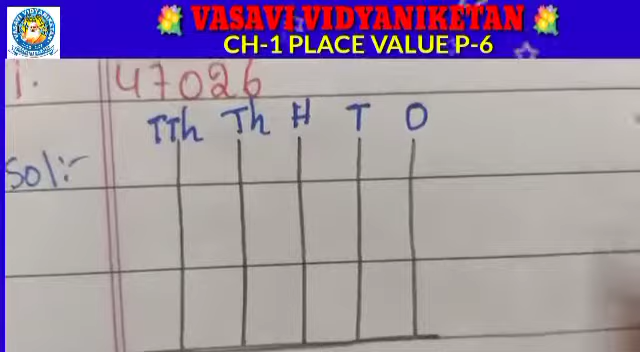 VASAVI VIDYANIKETAN
CH-1 PLACE VALUE P-6
1. 47026
TTh Th H T O
Sol:-